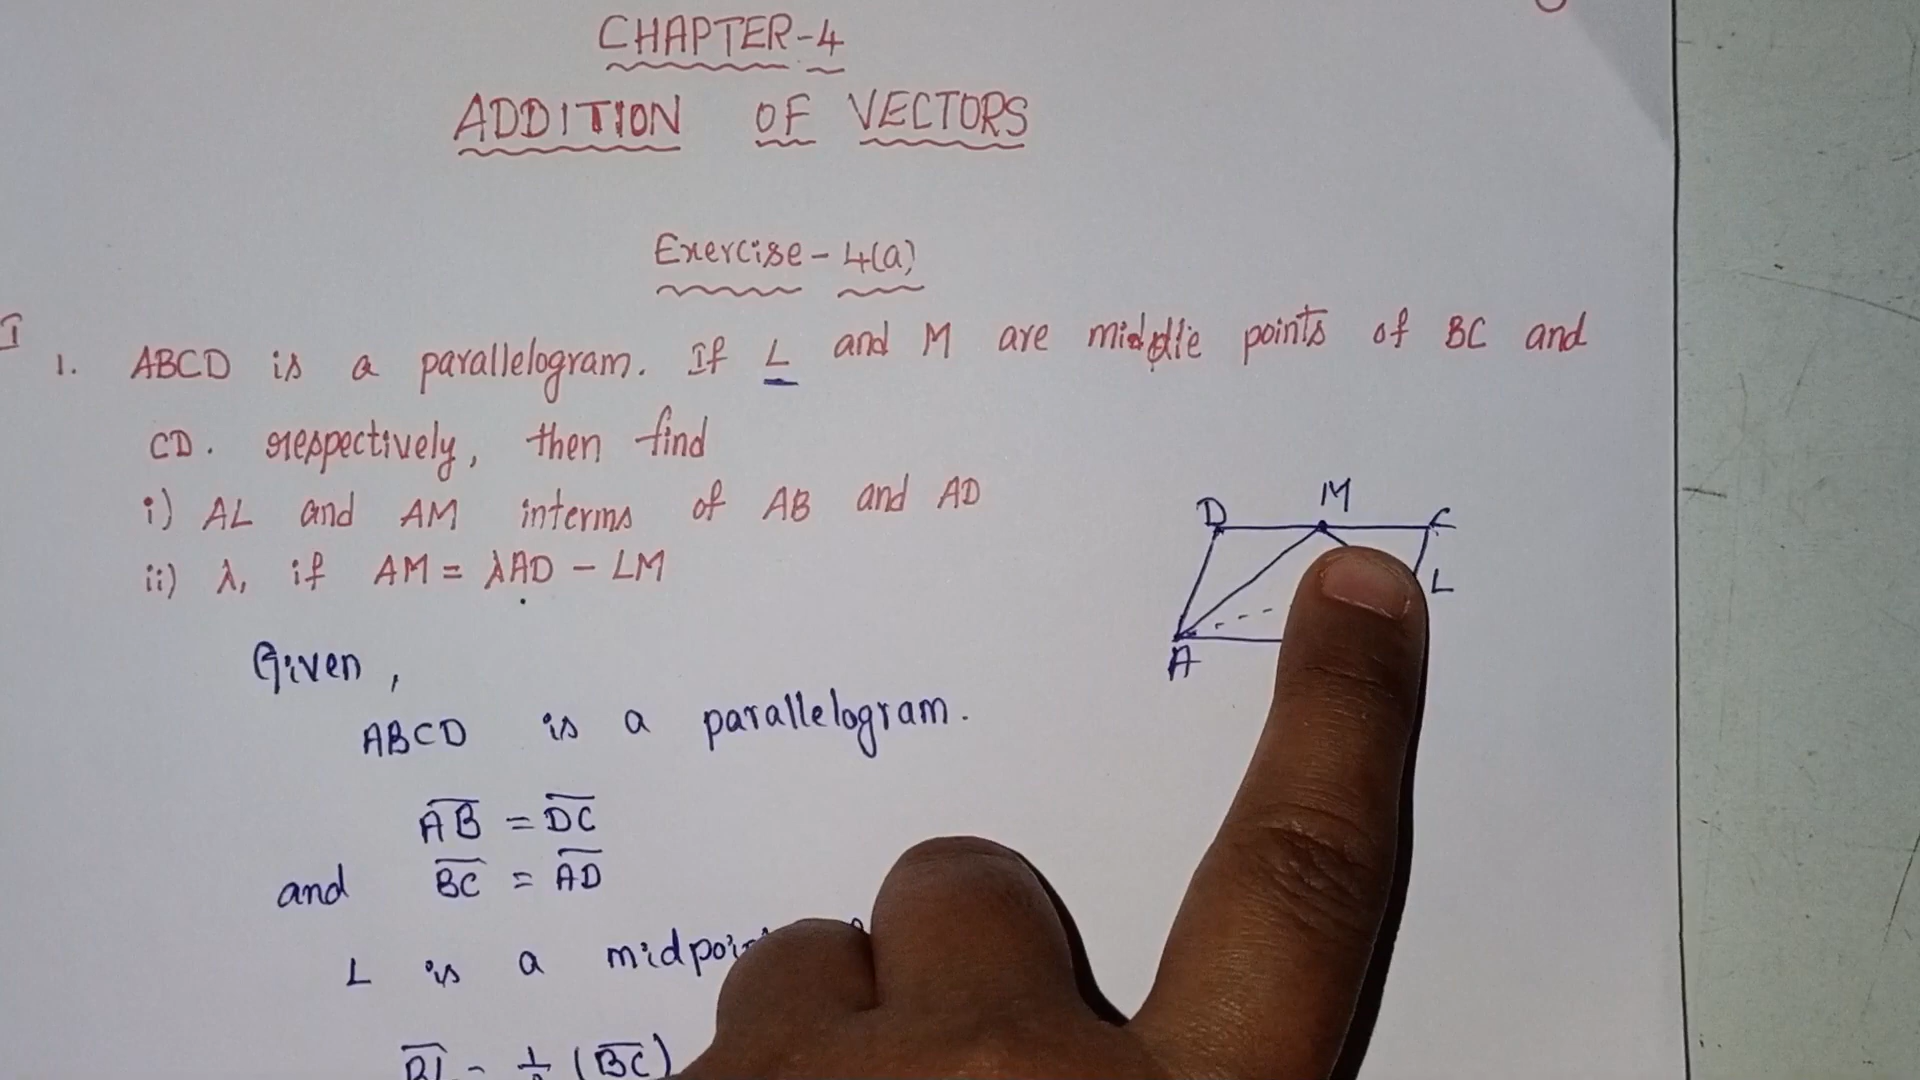 CHAPTER-4
ADDITION OF VECTORS
Exercise - 4(a)
I
1. ABCD is a parallelogram. If L and M are middle points of BC and
CD. respectively, then find
i) AL and AM interms of AB and AD
ii) λ, if AM = λAD - LM
D M C
L
A
Given,
ABCD is a parallelogram.
AB = DC
and BC = AD
L is a
BL = (BC)